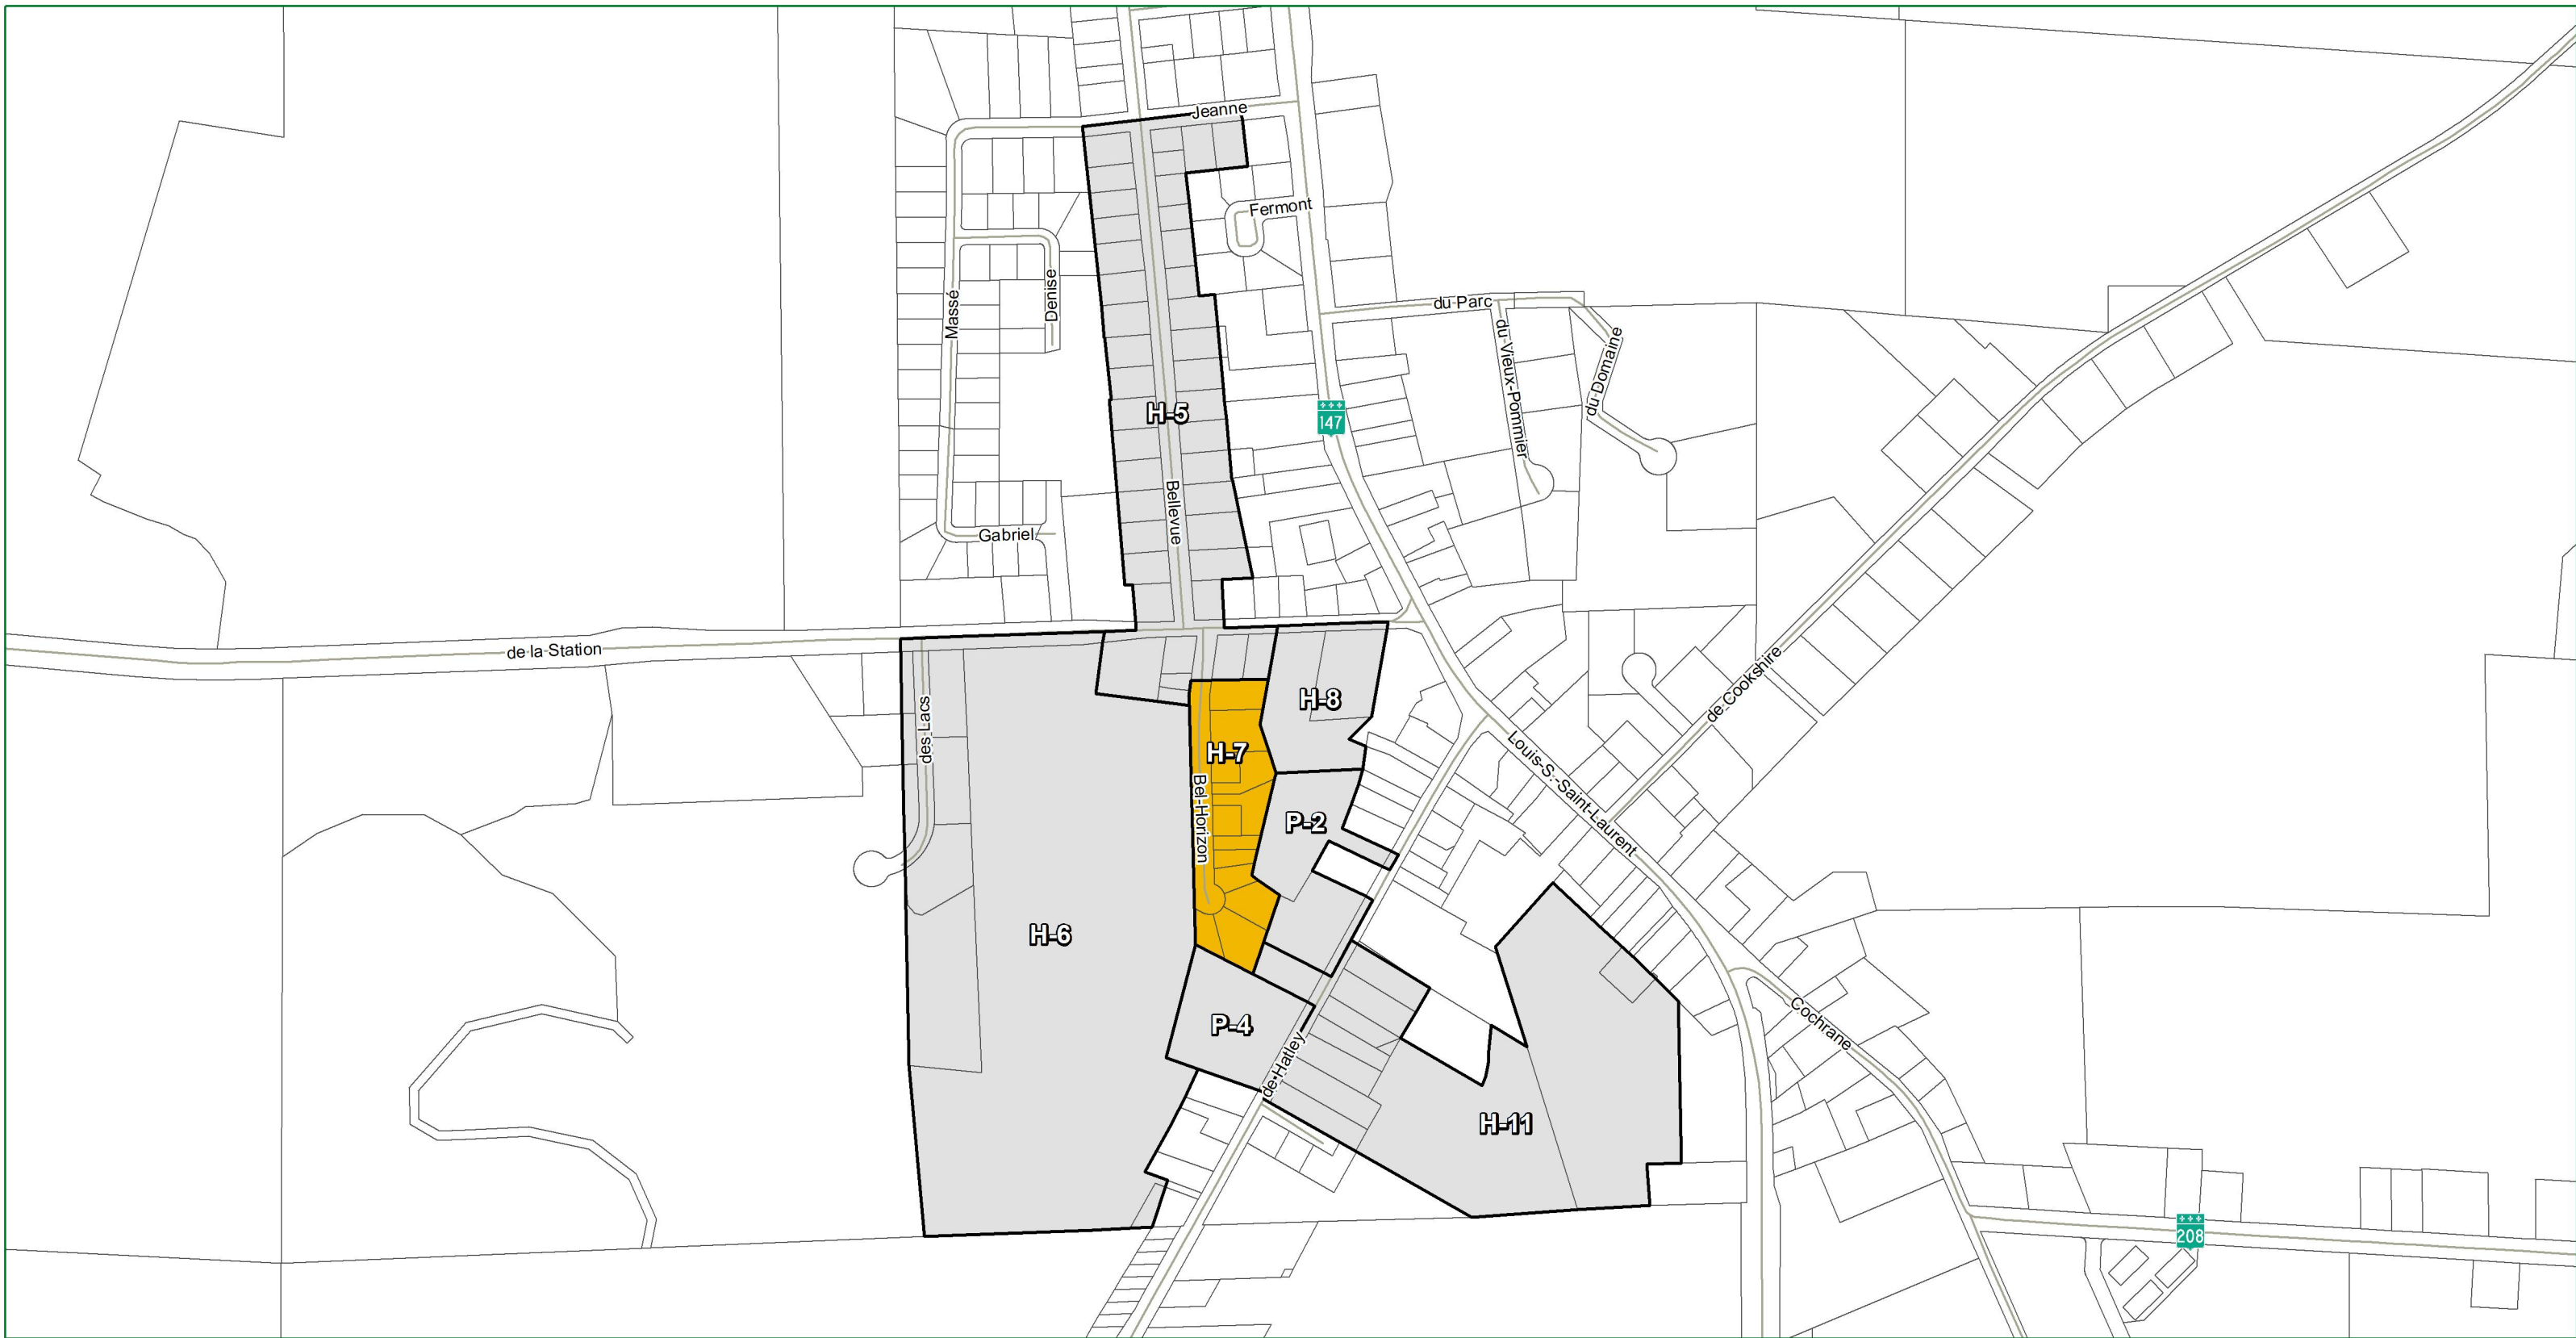 Jeanne
Fermont
Massé
Denise
du Parc
du Vieux-Pommier
du Domaine
H-5
147
Bellevue
Gabriel
de la Station
de Cookshire
des Lacs
H-8
H-7
Bel-Horizon
Louis-S.-Saint-Laurent
P-2
H-6
P-4
de Hatley
Cochrane
H-11
208